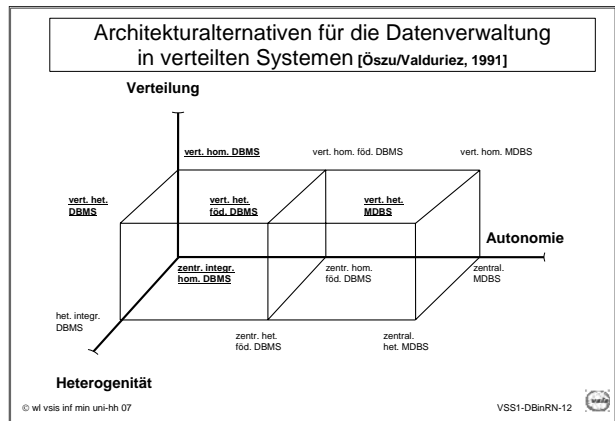 Architekturalternativen für die Datenverwaltung
in verteilten Systemen [Öszu/Valduriez, 1991]
Verteilung
vert. hom. DBMS
vert. hom. föd. DBMS
vert. hom. MDBS
vert. het.
DBMS
vert. het.
föd. DBMS
vert. het.
MDBS
Autonomie
zentr. integr.
hom. DBMS
zentr. hom.
föd. DBMS
zentral.
MDBS
het. integr.
DBMS
zentr. het.
föd. DBMS
zentral.
het. MDBS
Heterogenität
© wl vsis inf min uni-hh 07
VSS1-DBinRN-12